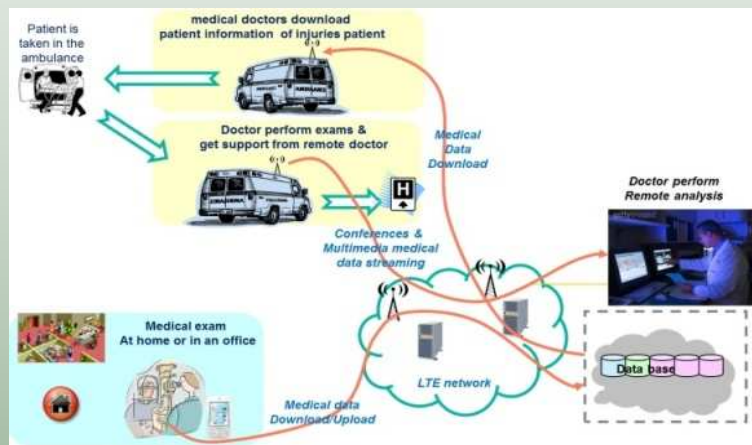 Patient is
taken in the
ambulance
medical doctors download
patient information of injuries patient
Doctor perform exams &
get support from remote doctor
H
Medical
Data
Download
Conferences &
Multimedia medical
data streaming
Doctor perform
Remote analysis
Medical exam
At home or in an office
LTE network
Data base
Medical data
Download/Upload